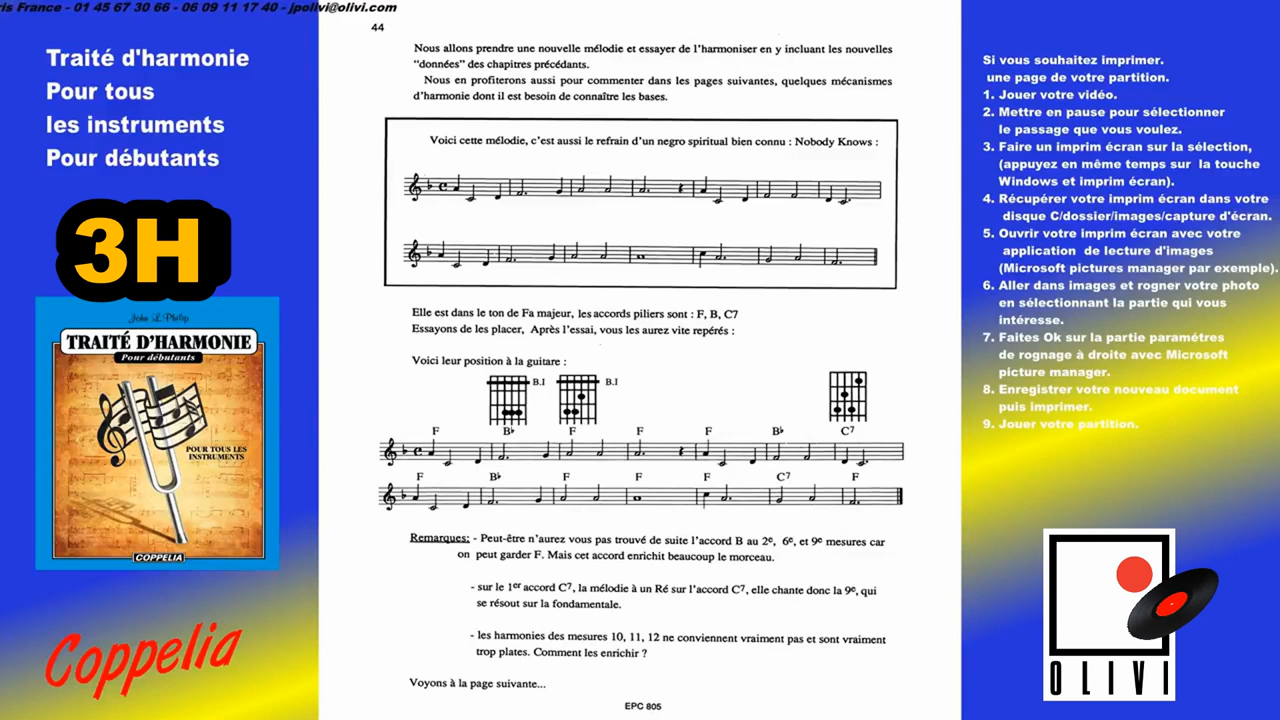 ris France - 01 45 67 30 66 - 06 09 11 17 40 - jpolivi@olivi.com
Traité d'harmonie
Pour tous
les instruments
Pour débutants
3H
John L. Philip
TRAITÉ D'HARMONIE
Pour débutants
POUR TOUS LES
INSTRUMENTS
COPPELIA
Coppelia
44
Nous allons prendre une nouvelle mélodie et essayer de l'harmoniser en y incluant les nouvelles
"données" des chapitres précédants.
Nous en profiterons aussi pour commenter dans les pages suivantes, quelques mécanismes
d'harmonie dont il est besoin de connaître les bases.
Voici cette mélodie, c'est aussi le refrain d'un negro spiritual bien connu : Nobody Knows :
Elle est dans le ton de Fa majeur, les accords piliers sont : F, B, C7
Essayons de les placer, Après l'essai, vous les aurez vite repérés :
Voici leur position à la guitare :
B.I B.I
F B♭ F F F B♭ C7
F B♭ F F F C7 F
Remarques: - Peut-être n'aurez vous pas trouvé de suite l'accord B au 2e, 6e, et 9e mesures car
on peut garder F. Mais cet accord enrichit beaucoup le morceau.
- sur le 1er accord C7, la mélodie à un Ré sur l'accord C7, elle chante donc la 9e, qui
se résout sur la fondamentale.
- les harmonies des mesures 10, 11, 12 ne conviennent vraiment pas et sont vraiment
trop plates. Comment les enrichir ?
Voyons à la page suivante...
EPC 805
Si vous souhaitez imprimer.
une page de votre partition.
1. Jouer votre vidéo.
2. Mettre en pause pour sélectionner
le passage que vous voulez.
3. Faire un imprim écran sur la sélection,
(appuyez en même temps sur la touche
Windows et imprim écran).
4. Récupérer votre imprim écran dans votre
disque C/dossier/images/capture d'écran.
5. Ouvrir votre imprim écran avec votre
application de lecture d'images
(Microsoft pictures manager par exemple).
6. Aller dans images et rogner votre photo
en sélectionnant la partie qui vous
intéresse.
7. Faites Ok sur la partie paramétres
de rognage à droite avec Microsoft
picture manager.
8. Enregistrer votre nouveau document
puis imprimer.
9. Jouer votre partition.
OLIVI